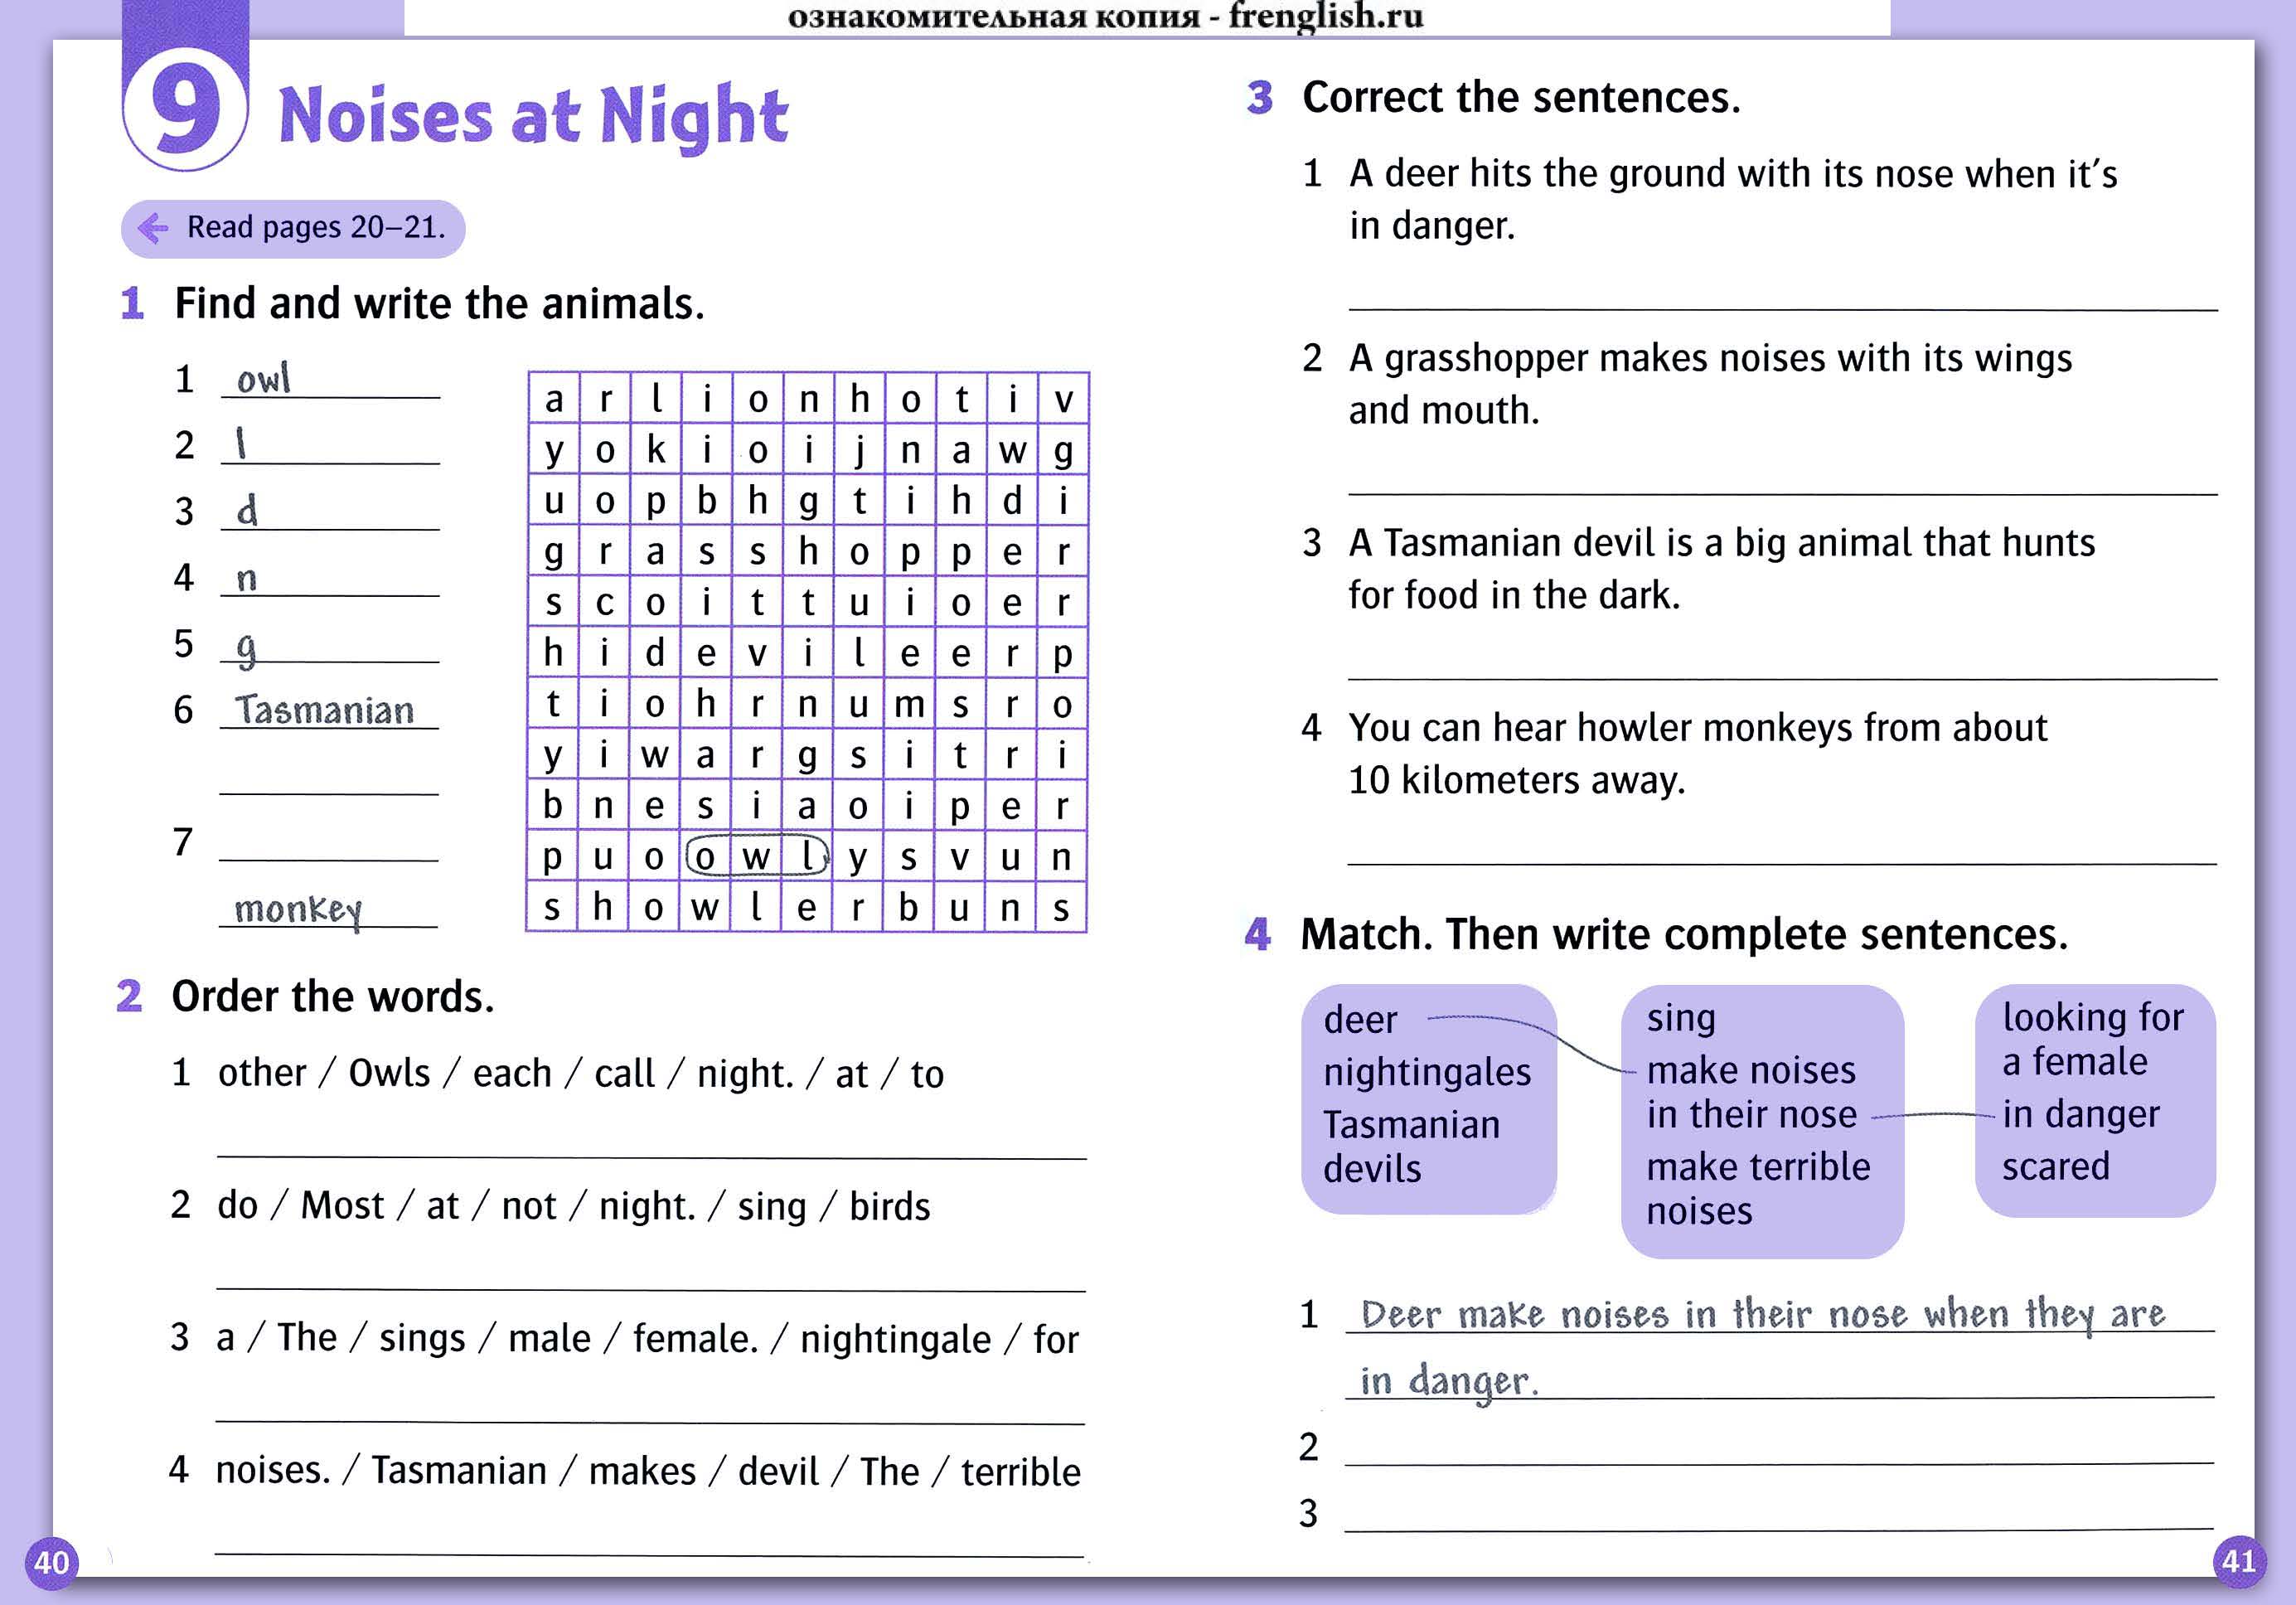 ознакомительная копия - frenglish.ru
9 Noises at Night
Read pages 20–21.
1 Find and write the animals.
1 owl
2 l
3 d
4 n
5 g
6 Tasmanian
7
monkey
a r l i o n h o t i v
y o k i o i j n a w g
u o p b h g t i h d i
g r a s s h o p p e r
s c o i t t u i o e r
h i d e v i l e e r p
t i o h r n u m s r o
y i w a r g s i t r i
b n e s i a o i p e r
p u o o w l y s v u n
s h o w l e r b u n s
2 Order the words.
1 other / Owls / each / call / night. / at / to
2 do / Most / at / not / night. / sing / birds
3 a / The / sings / male / female. / nightingale / for
4 noises. / Tasmanian / makes / devil / The / terrible
40
3 Correct the sentences.
1 A deer hits the ground with its nose when it's
in danger.
2 A grasshopper makes noises with its wings
and mouth.
3 A Tasmanian devil is a big animal that hunts
for food in the dark.
4 You can hear howler monkeys from about
10 kilometers away.
4 Match. Then write complete sentences.
deer
nightingales
Tasmanian
devils
sing
make noises
in their nose
make terrible
noises
looking for
a female
in danger
scared
1 Deer make noises in their nose when they are
in danger.
2
3
41